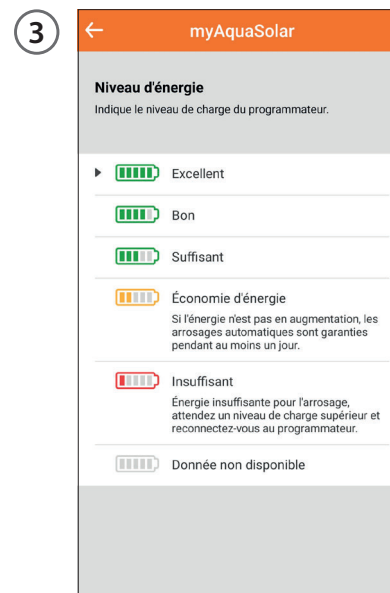 3
myAquaSolar
Niveau d'énergie
Indique le niveau de charge du programmateur.
Excellent
Bon
Suffisant
Économie d'énergie
Si l'énergie n'est pas en augmentation, les
arrosages automatiques sont garanties
pendant au moins un jour.
Insuffisant
Énergie insuffisante pour l'arrosage,
attendez un niveau de charge supérieur et
reconnectez-vous au programmateur.
Donnée non disponible